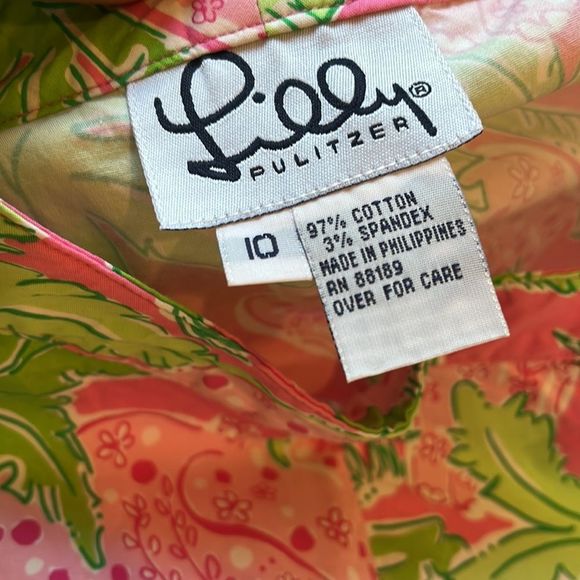 Lilly®
PULITZER
10
97% COTTON
3% SPANDEX
MADE IN PHILIPPINES
RN 88189
OVER FOR CARE